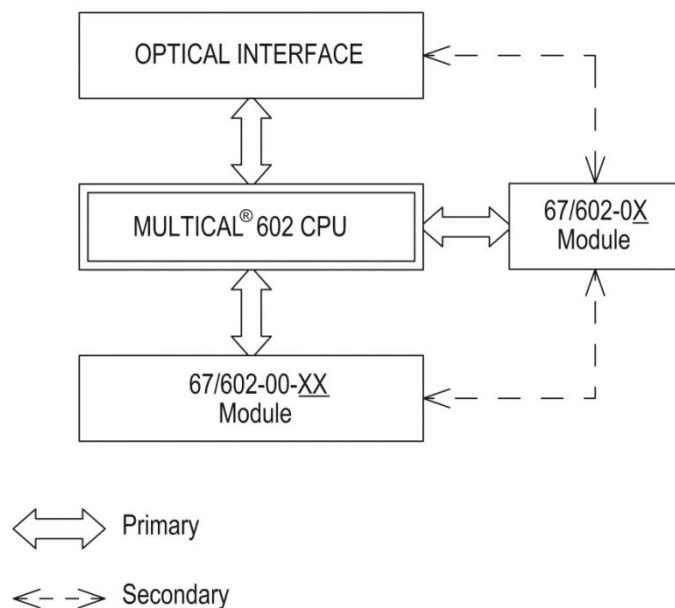 OPTICAL INTERFACE
MULTICAL® 602 CPU
67/602-0X
Module
67/602-00-XX
Module
Primary
Secondary